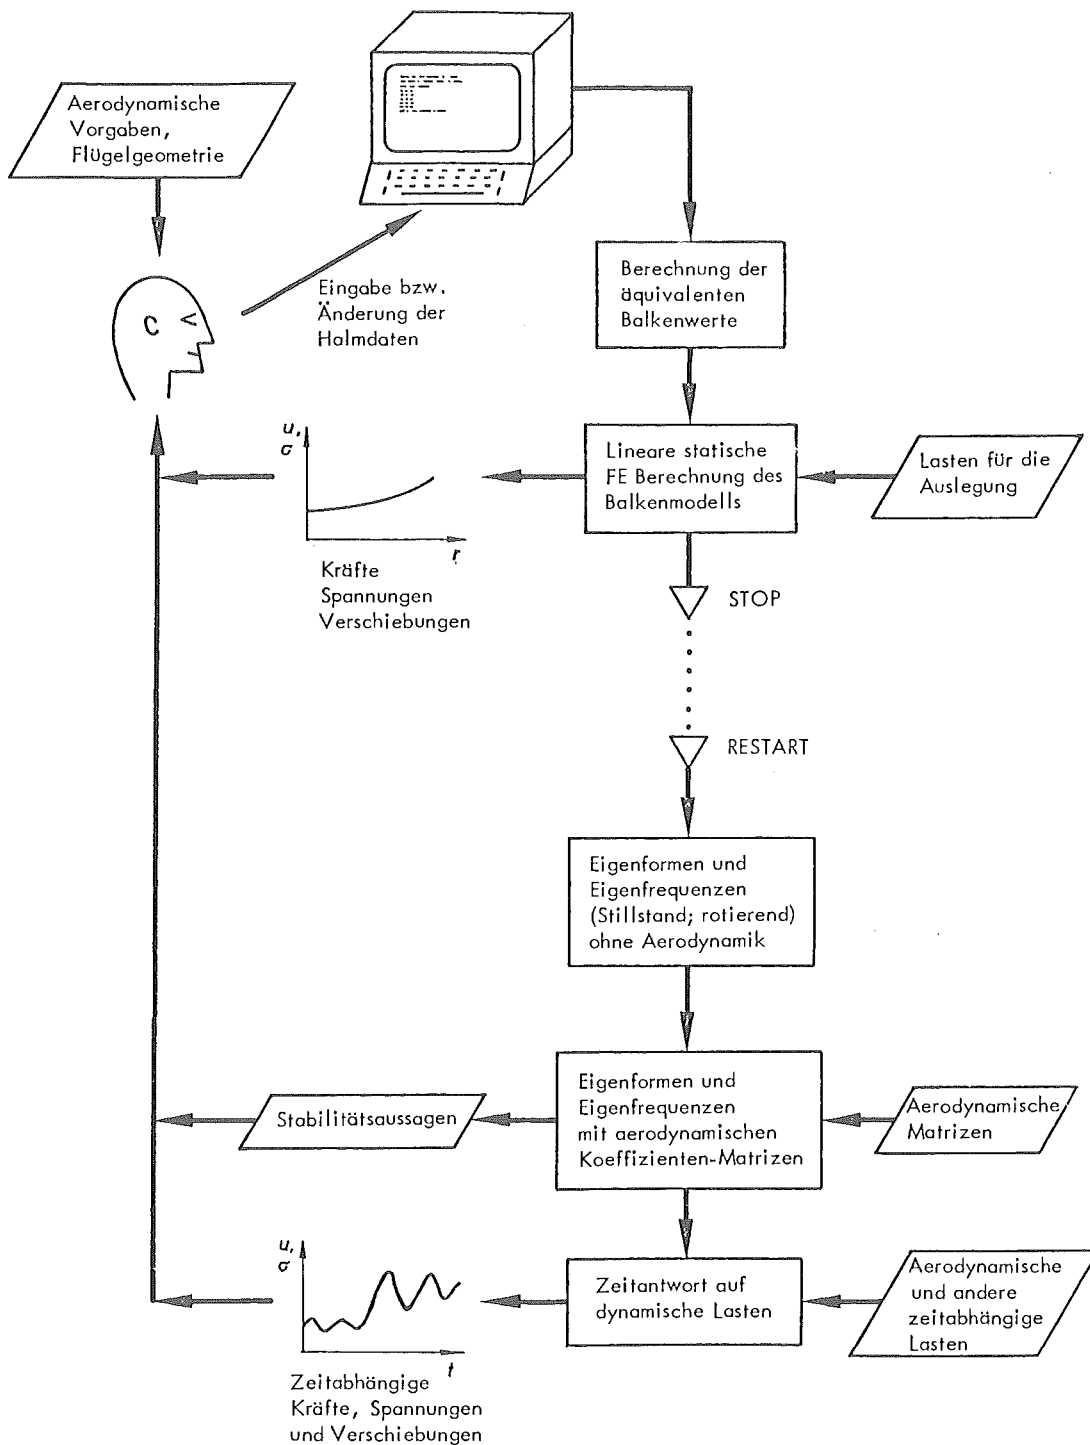 Aerodynamische
Vorgaben,
Flügelgeometrie
Eingabe bzw.
Änderung der
Halmdaten
Berechnung der
äquivalenten
Balkenwerte
u,
σ
r
Kräfte
Spannungen
Verschiebungen
Lineare statische
FE Berechnung des
Balkenmodells
Lasten für die
Auslegung
STOP
RESTART
Eigenformen und
Eigenfrequenzen
(Stillstand; rotierend)
ohne Aerodynamik
Stabilitätsaussagen
Eigenformen und
Eigenfrequenzen
mit aerodynamischen
Koeffizienten-Matrizen
Aerodynamische
Matrizen
u,
σ
t
Zeitabhängige
Kräfte, Spannungen
und Verschiebungen
Zeitantwort auf
dynamische Lasten
Aerodynamische
und andere
zeitabhängige
Lasten